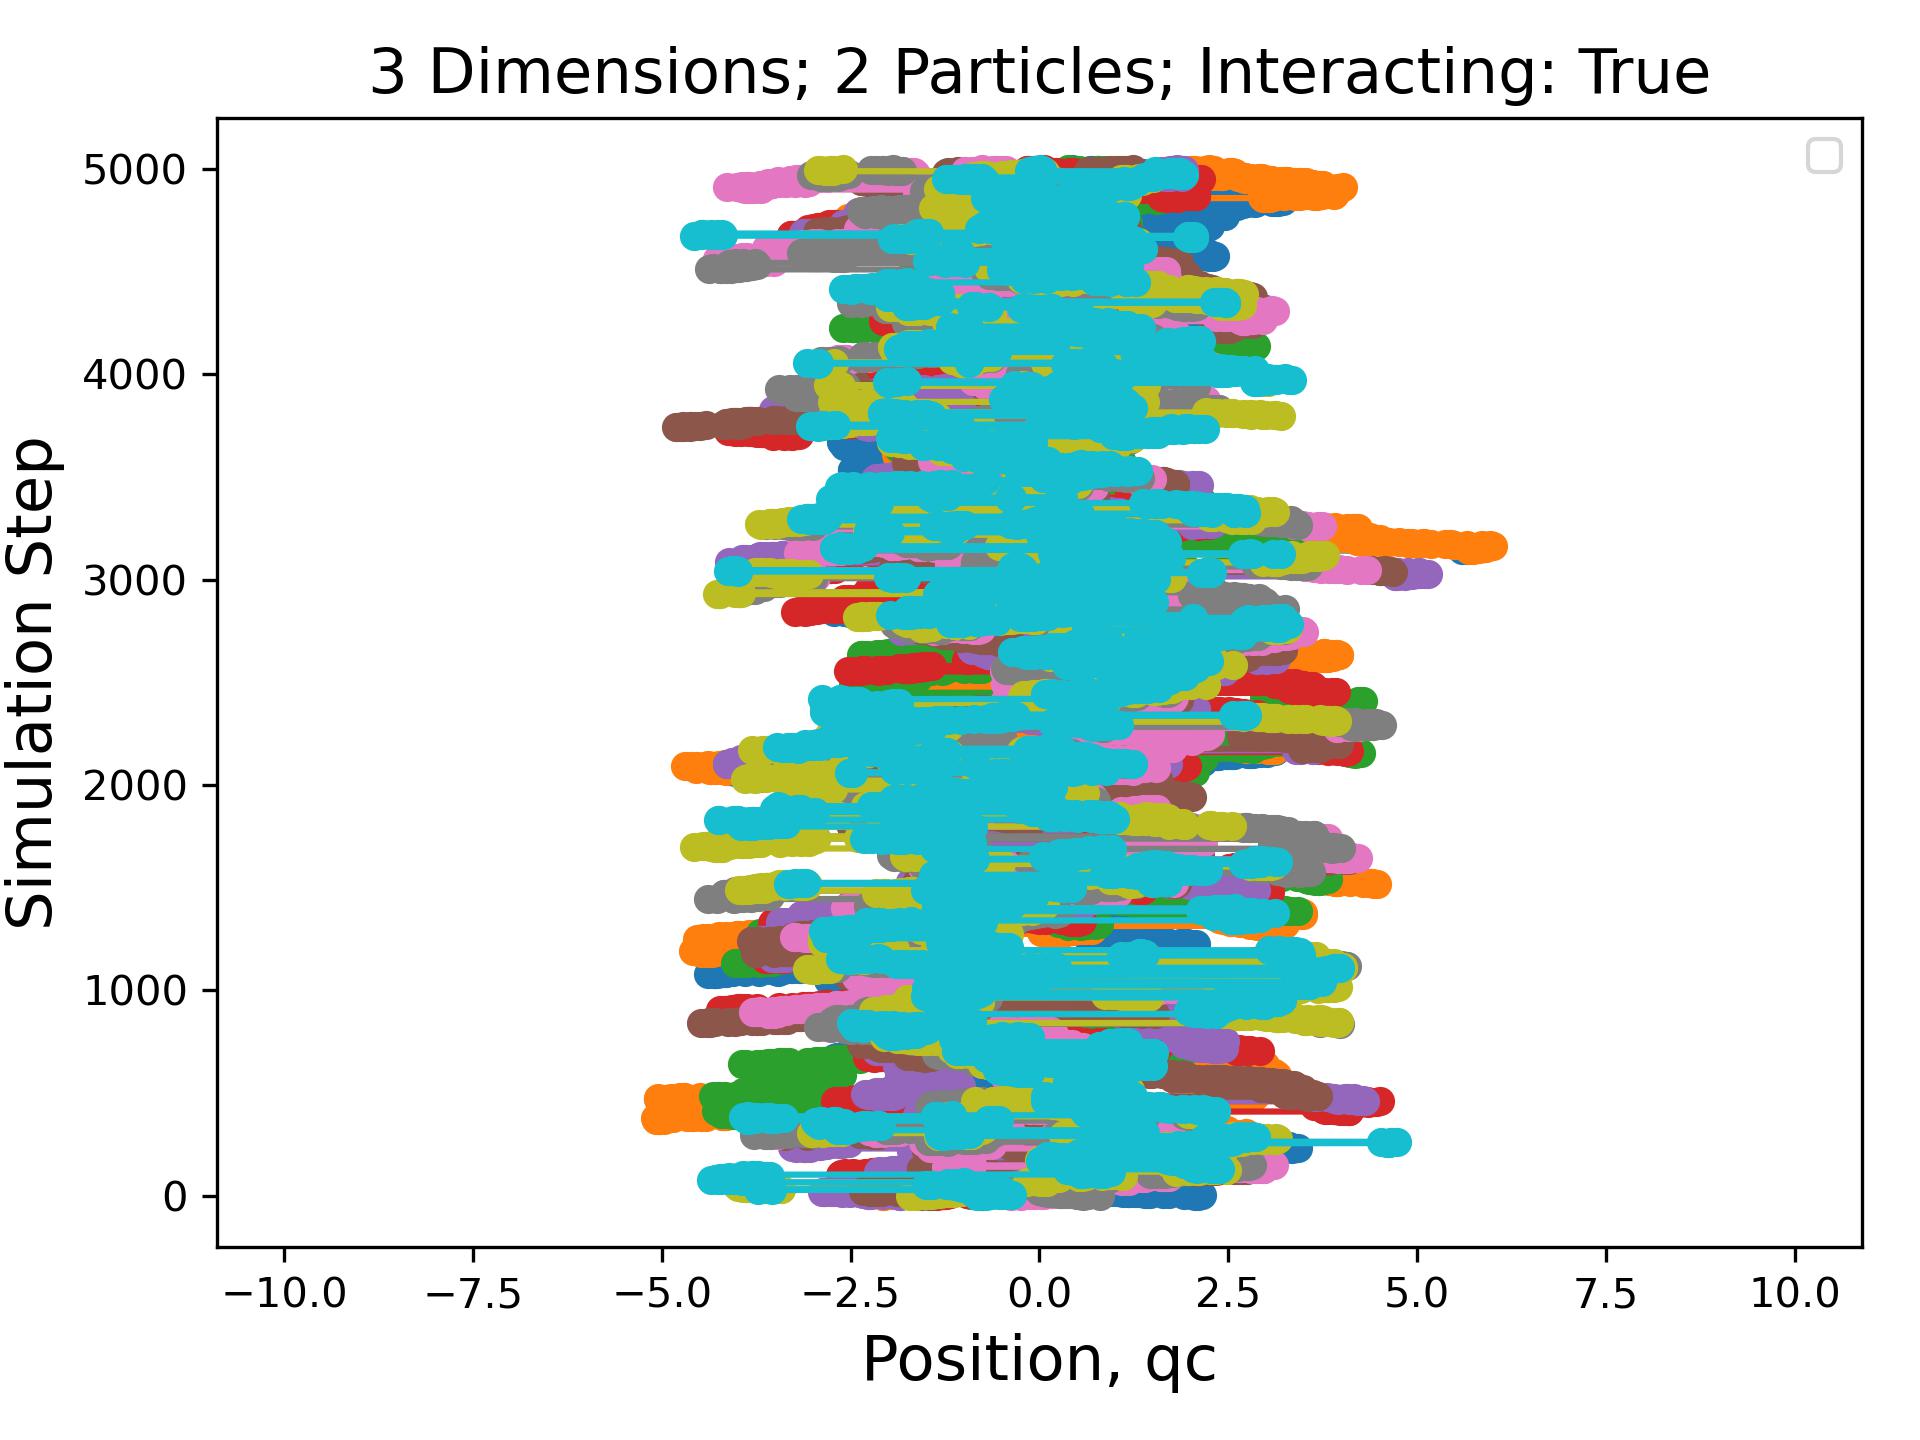 3 Dimensions; 2 Particles; Interacting: True
Simulation Step
5000
4000
3000
2000
1000
0
−10.0 −7.5 −5.0 −2.5 0.0 2.5 5.0 7.5 10.0
Position, qc